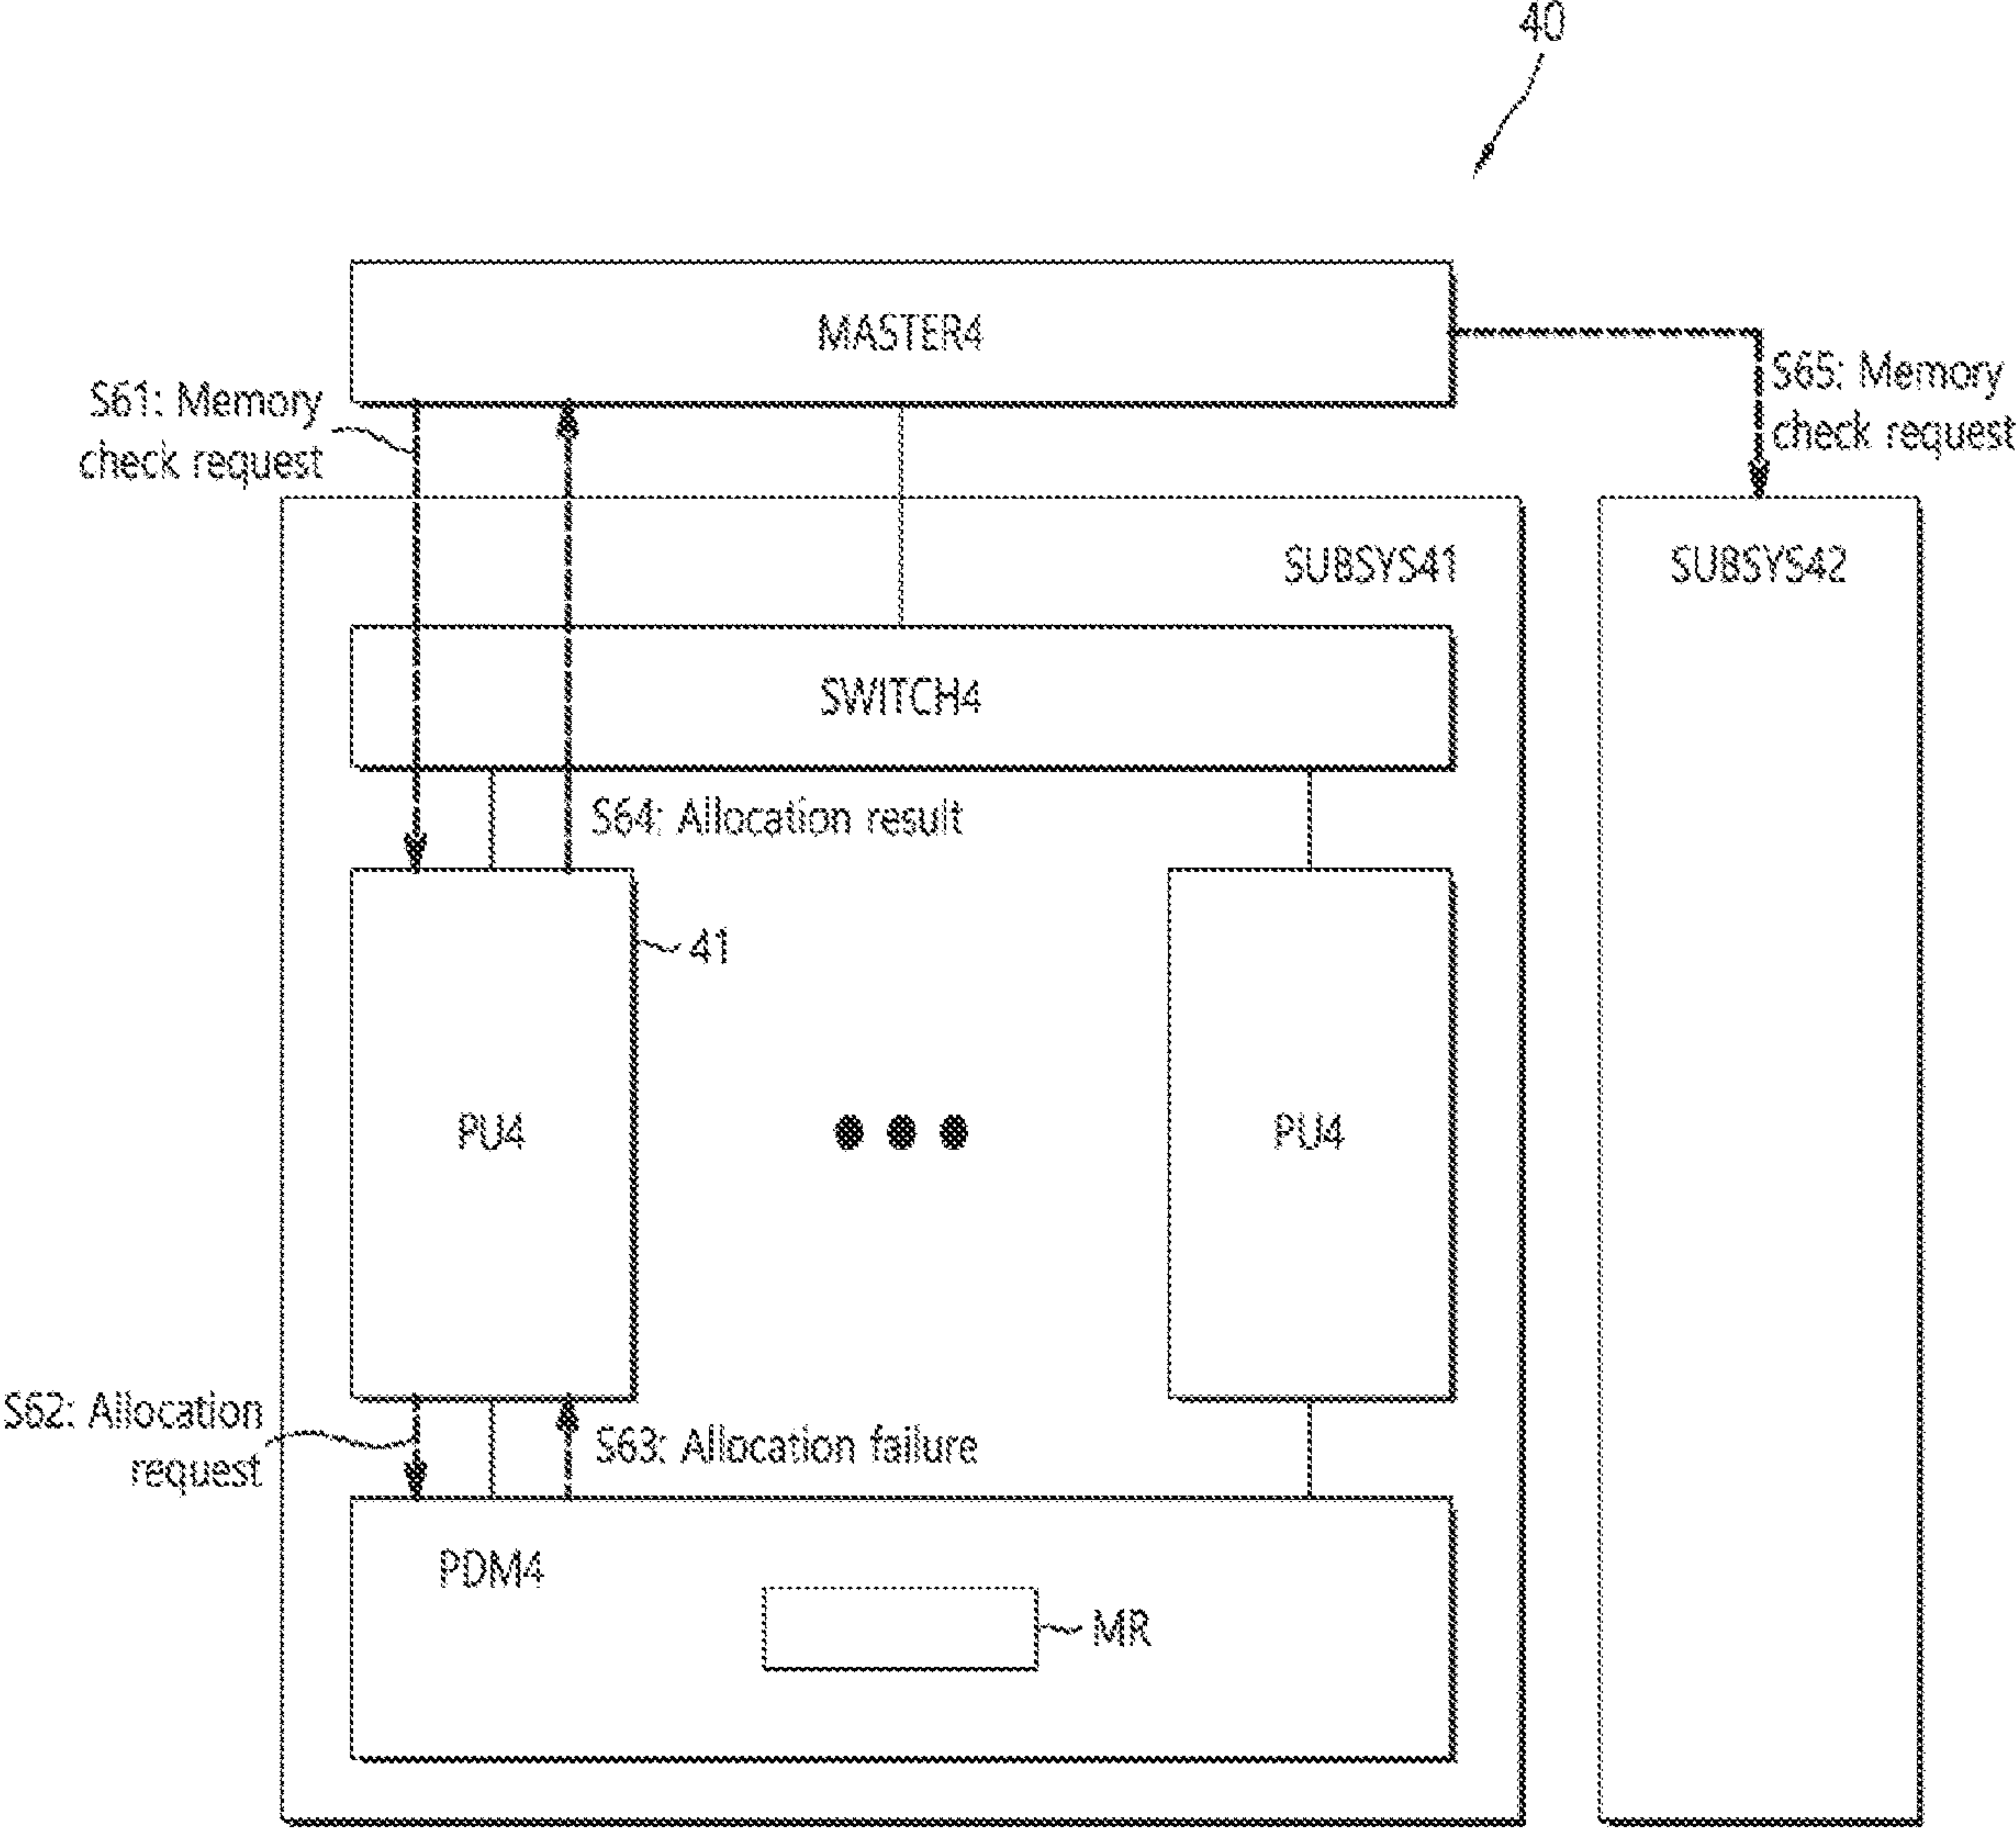 40
MASTER4
S61: Memory
check request
S65: Memory
check request
SUBSYS41
SUBSYS42
SWITCH4
S64: Allocation result
41
PU4
PU4
S62: Allocation
request
S63: Allocation failure
PDM4
MR